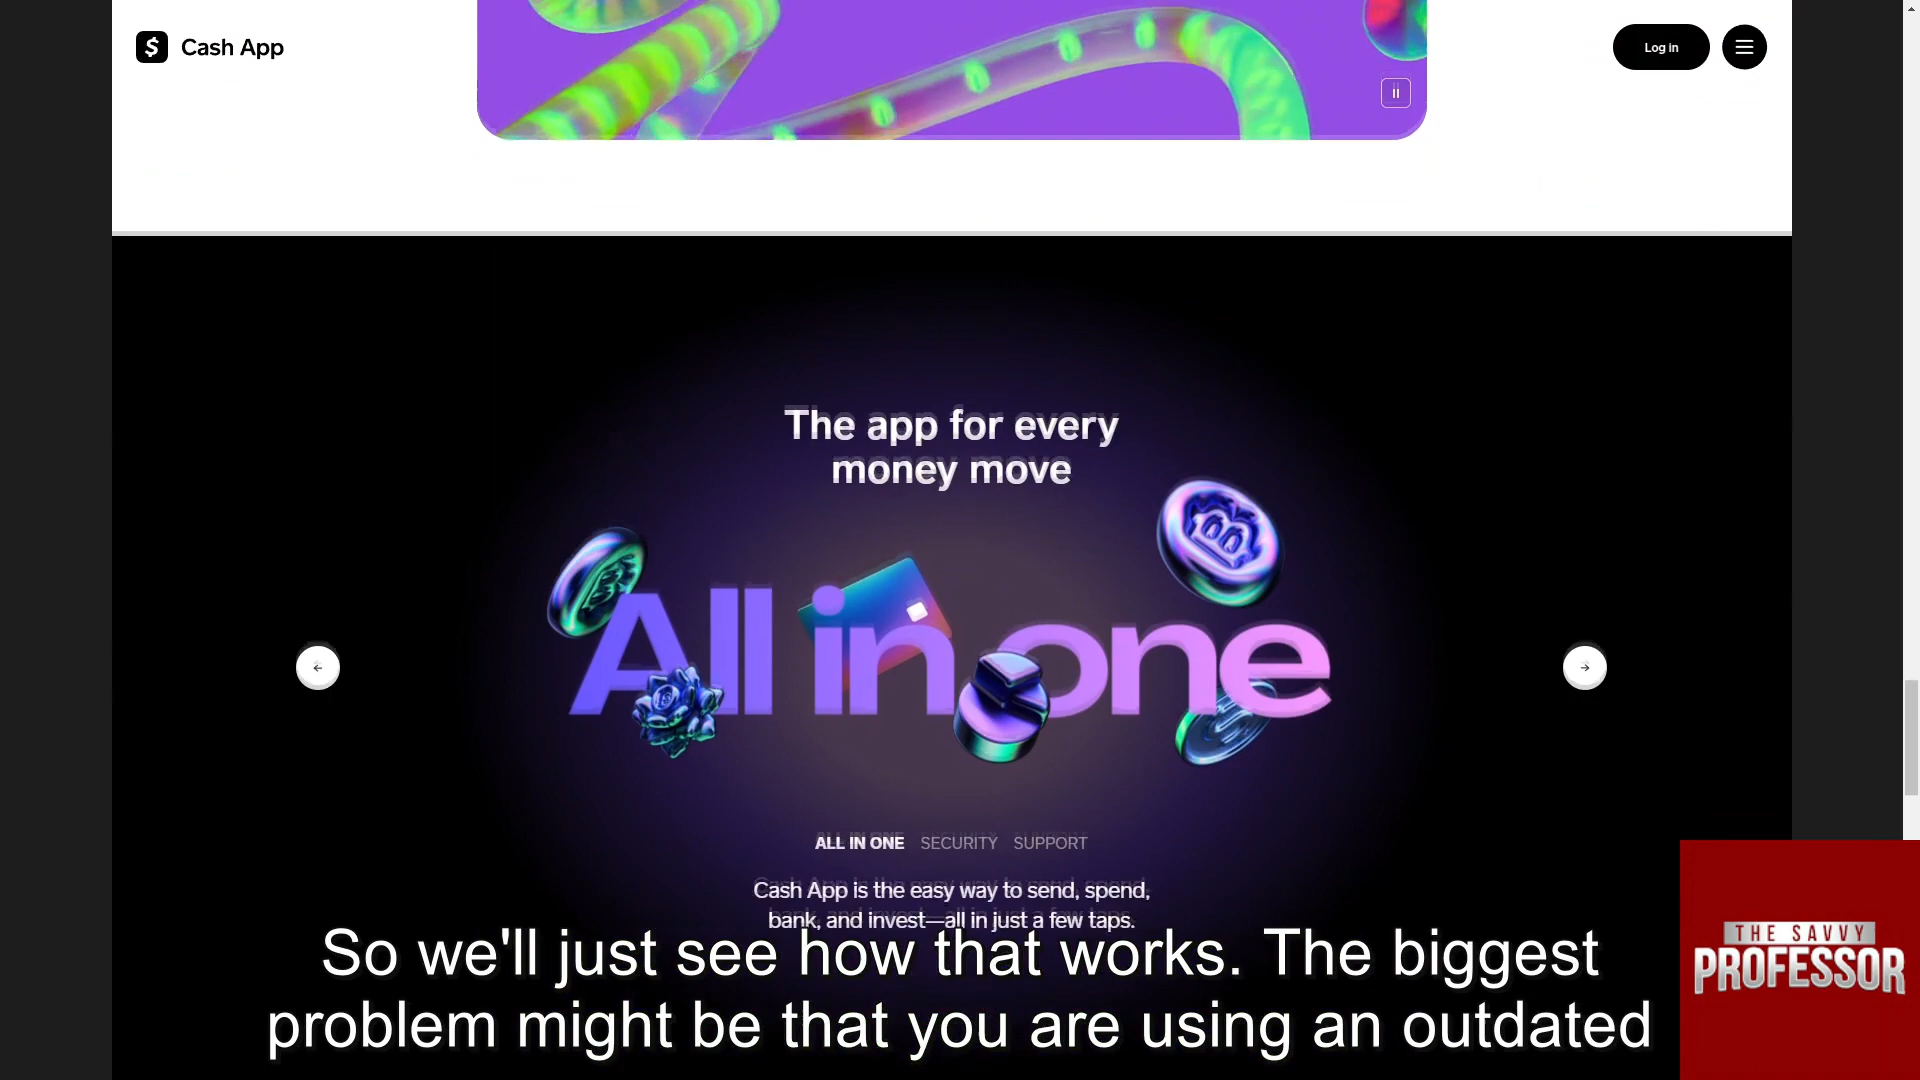 Cash App
Log in
The app for every
money move
All in one
ALL IN ONE SECURITY SUPPORT
Cash App is the easy way to send, spend,
bank, and invest—all in just a few taps.
So we'll just see how that works. The biggest
problem might be that you are using an outdated
THE SAVVY
PROFESSOR